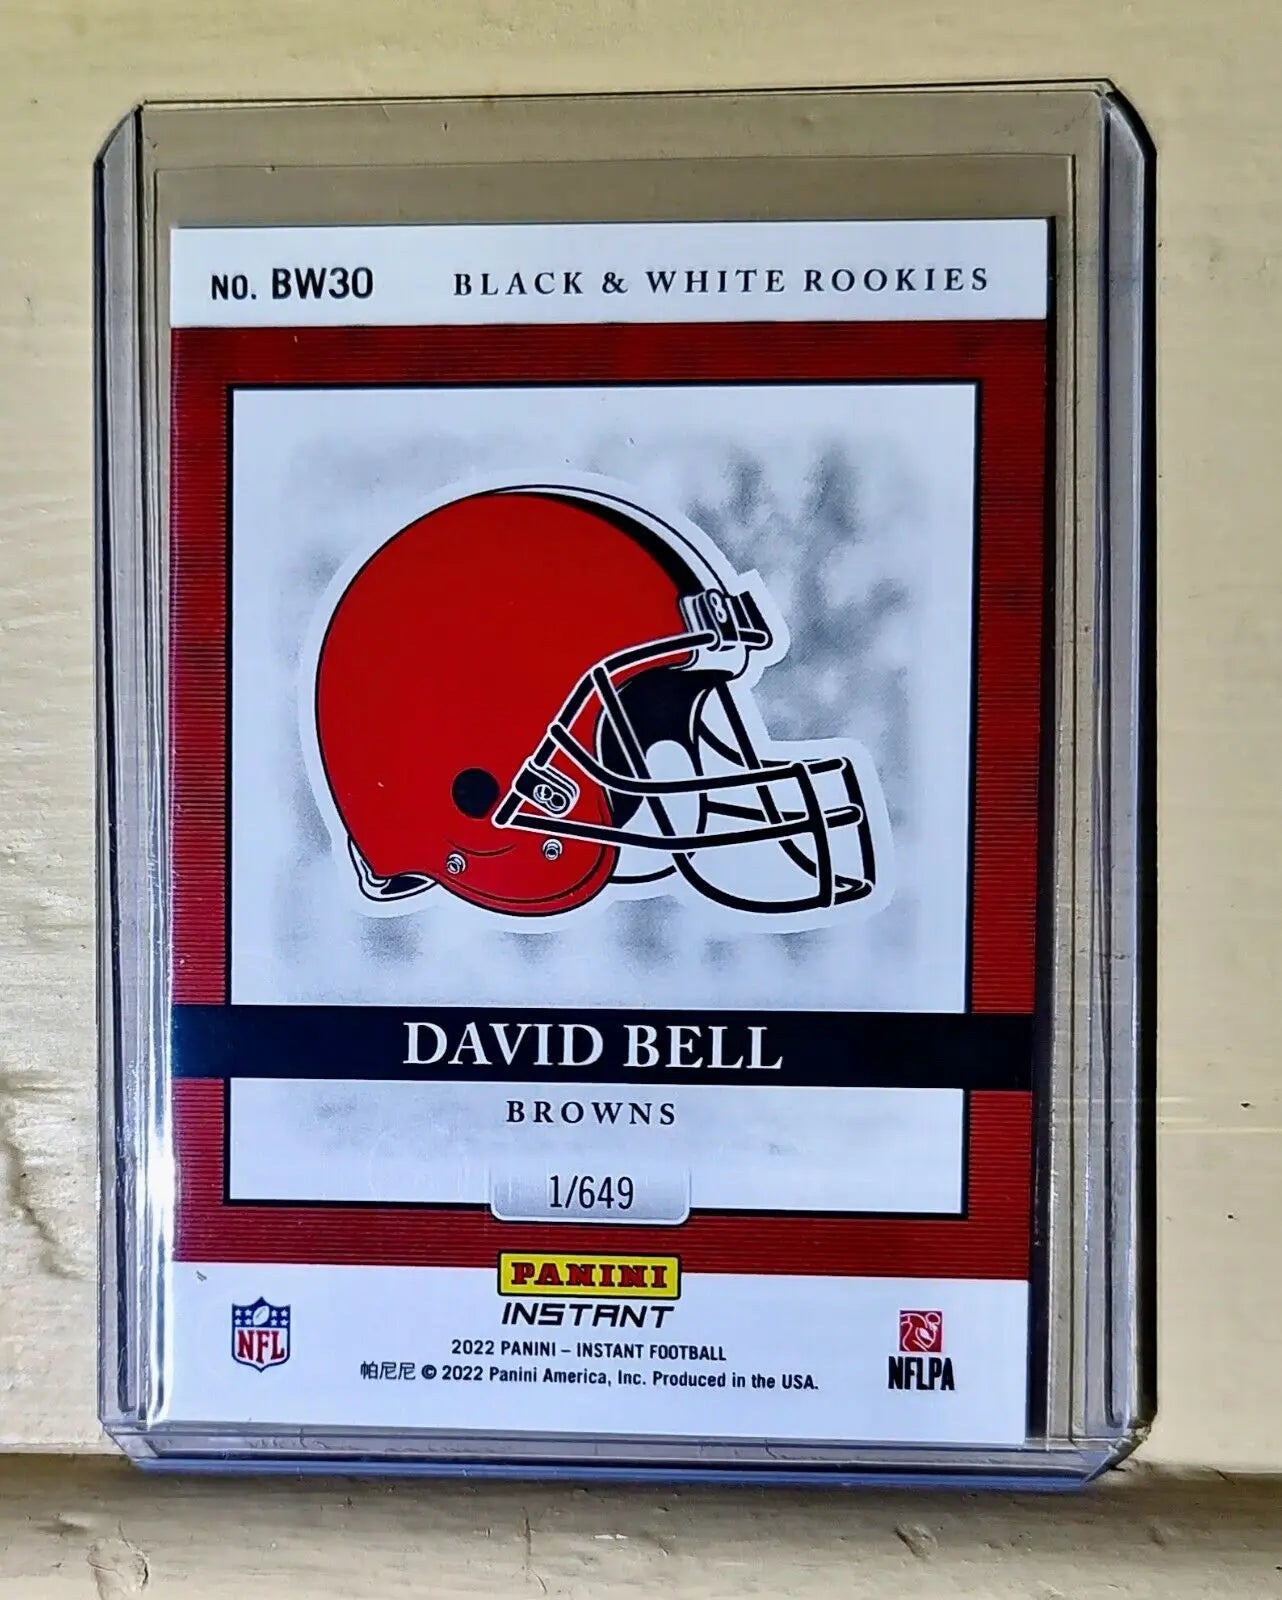 NO. BW30 BLACK & WHITE ROOKIES
8
DAVID BELL
BROWNS
1/649
PANINI
INSTANT
NFL
2022 PANINI – INSTANT FOOTBALL
帕尼尼 © 2022 Panini America, Inc. Produced in the USA.
NFLPA